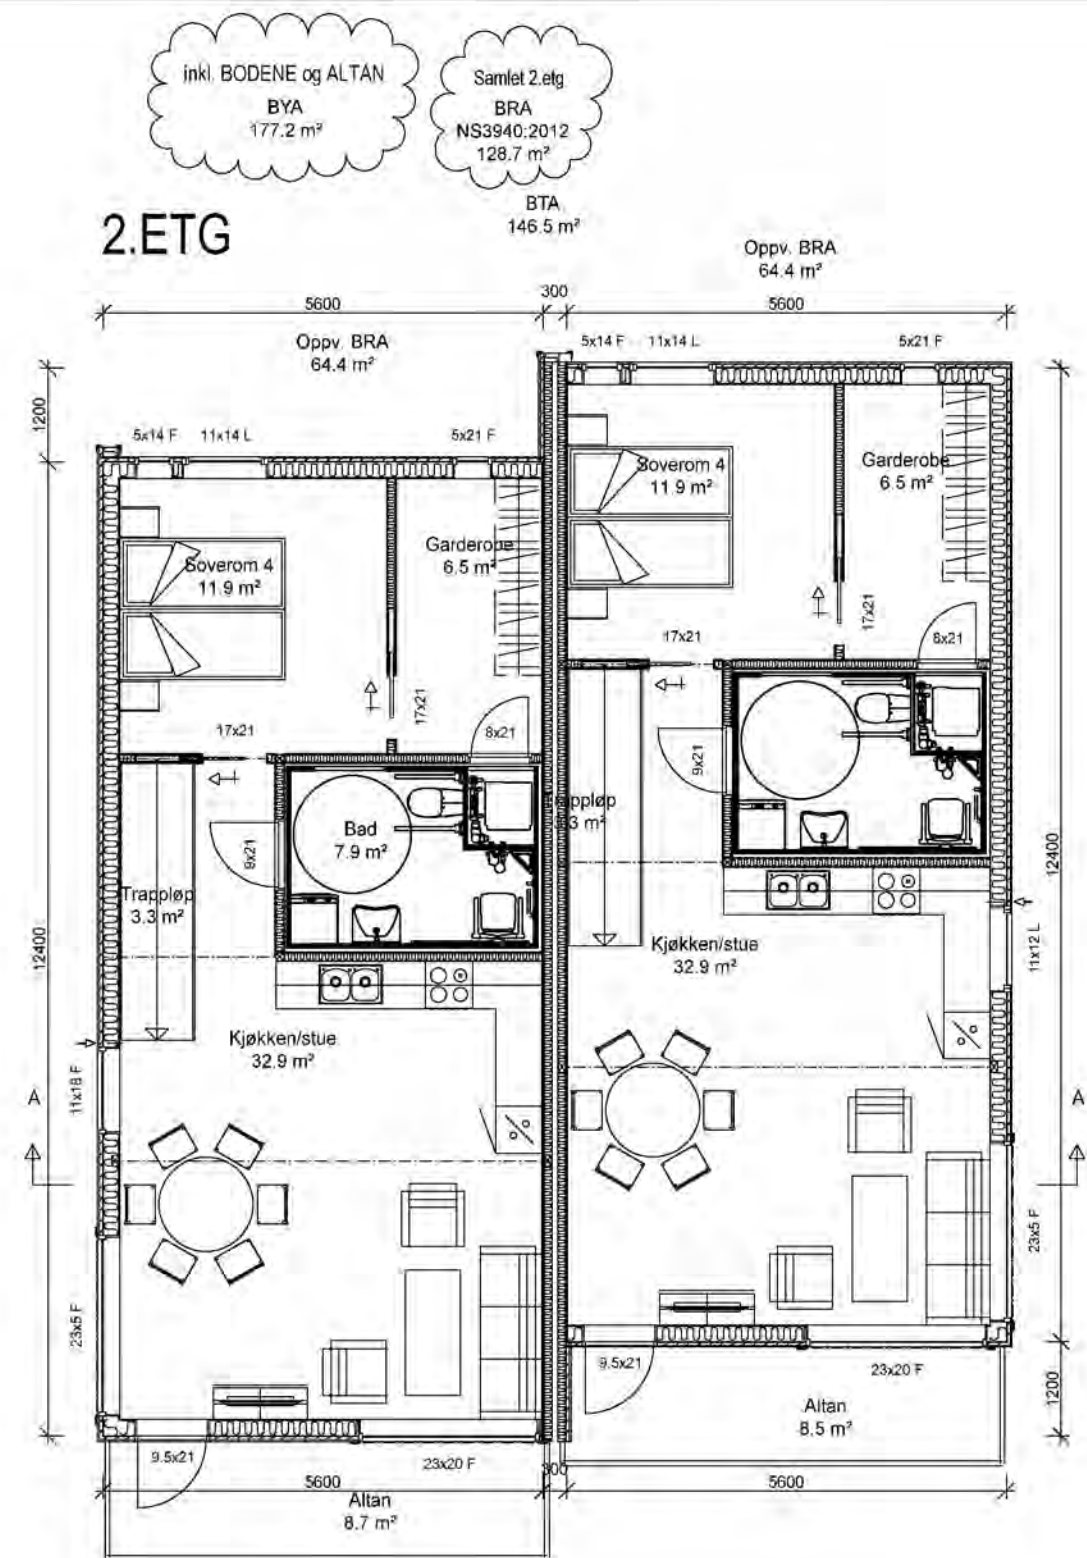 inkl. BODENE og ALTAN
BYA
177.2 m²
Samlet 2.etg
BRA
NS3940:2012
128.7 m²
BTA
146.5 m²
2.ETG
Oppv. BRA
64.4 m²
5600
300
5600
Oppv. BRA
64.4 m²
5x14 F
11x14 L
5x21 F
1200
5x14 F
11x14 L
5x21 F
Soverom 4
11.9 m²
Garderobe
6.5 m²
Soverom 4
11.9 m²
Garderobe
6.5 m²
17x21
17x21
8x21
17x21
17x21
8x21
9x21
Bad
7.9 m²
9x21
Trappløp
3.3 m²
12400
12400
Kjøkken/stue
32.9 m²
11x12 L
Kjøkken/stue
32.9 m²
11x18 F
A
A
23x5 F
23x5 F
9.5x21
23x20 F
Altan
8.5 m²
1200
9.5x21
23x20 F
300
5600
5600
Altan
8.7 m²